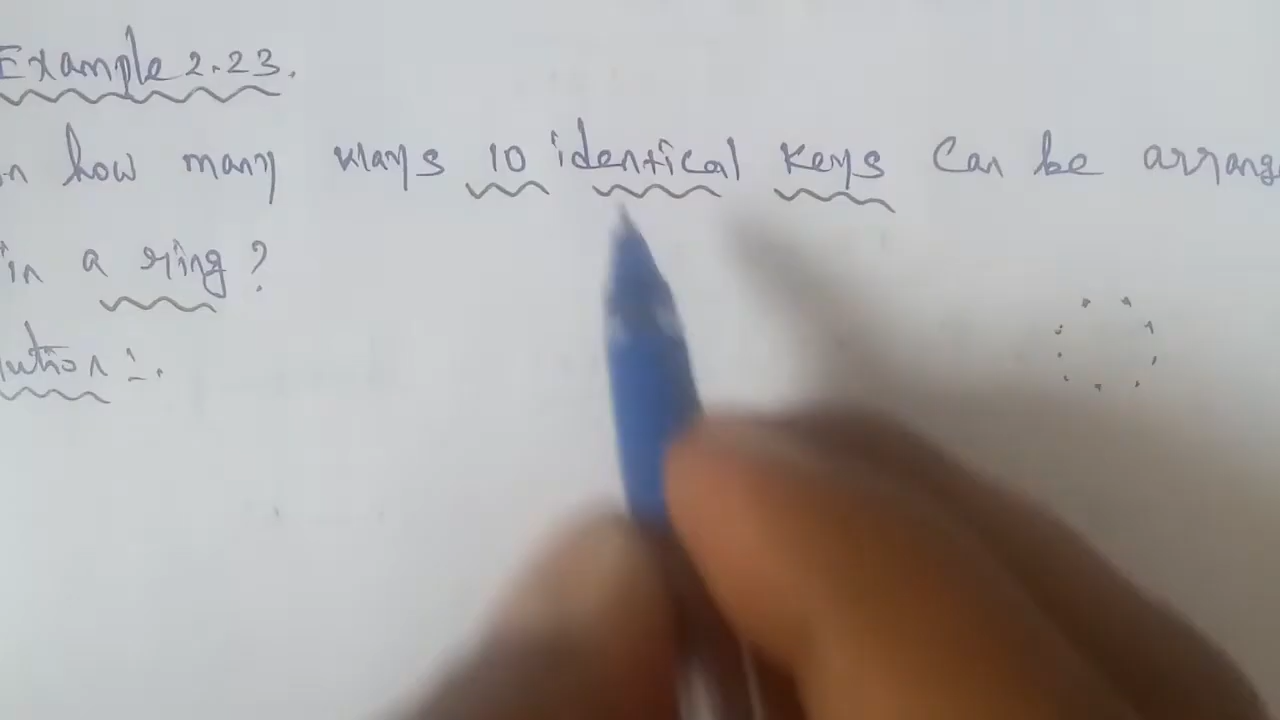 Example 2.23.
n how many ways 10 identical keys can be arrang
in a ring?
lution :-.